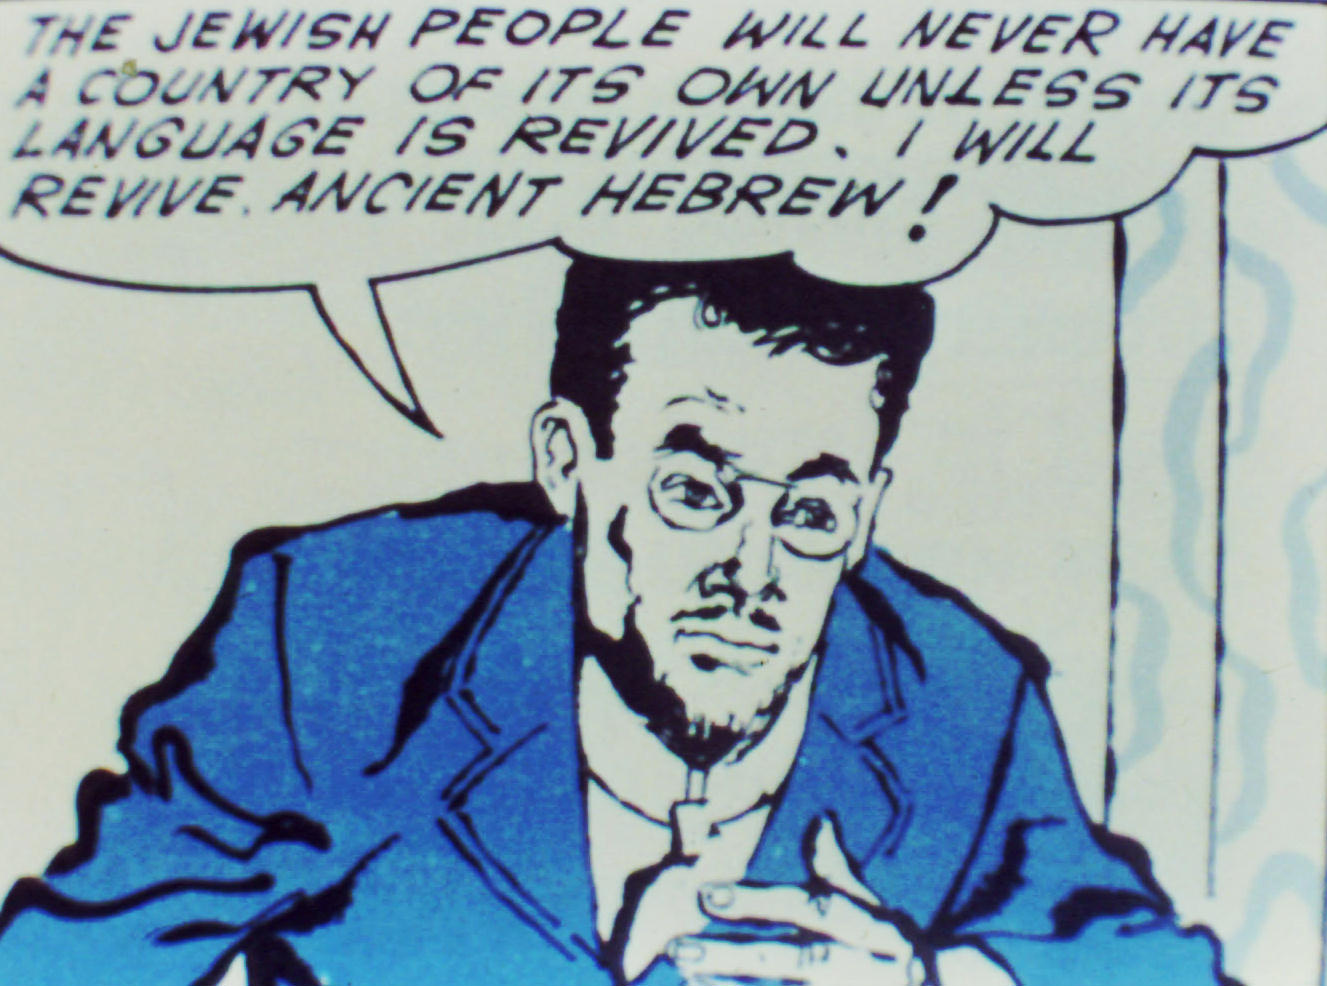 THE JEWISH PEOPLE WILL NEVER HAVE
A COUNTRY OF ITS OWN UNLESS ITS
LANGUAGE IS REVIVED. I WILL
REVIVE. ANCIENT HEBREW!